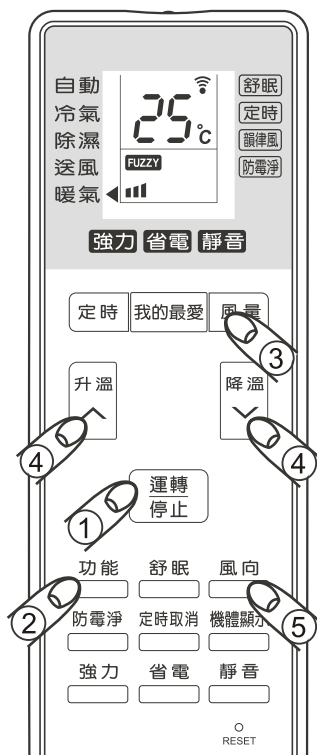 自動
冷氣
除濕
送風
暖氣
25°C
FUZZY
舒眠
定時
韻律風
防霉淨
強力 省電 靜音
定時 我的最愛 風量
③
升溫 降溫
④ ④
運轉
停止
①
功能 舒眠 風向
②
⑤
防霉淨 定時取消 機體顯示
強力 省電 靜音
RESET